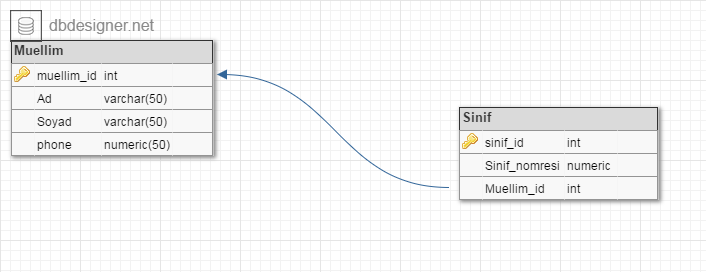 dbdesigner.net
Muellim
muellim_id int
Ad varchar(50)
Soyad varchar(50)
phone numeric(50)
Sinif
sinif_id int
Sinif_nomresi numeric
Muellim_id int